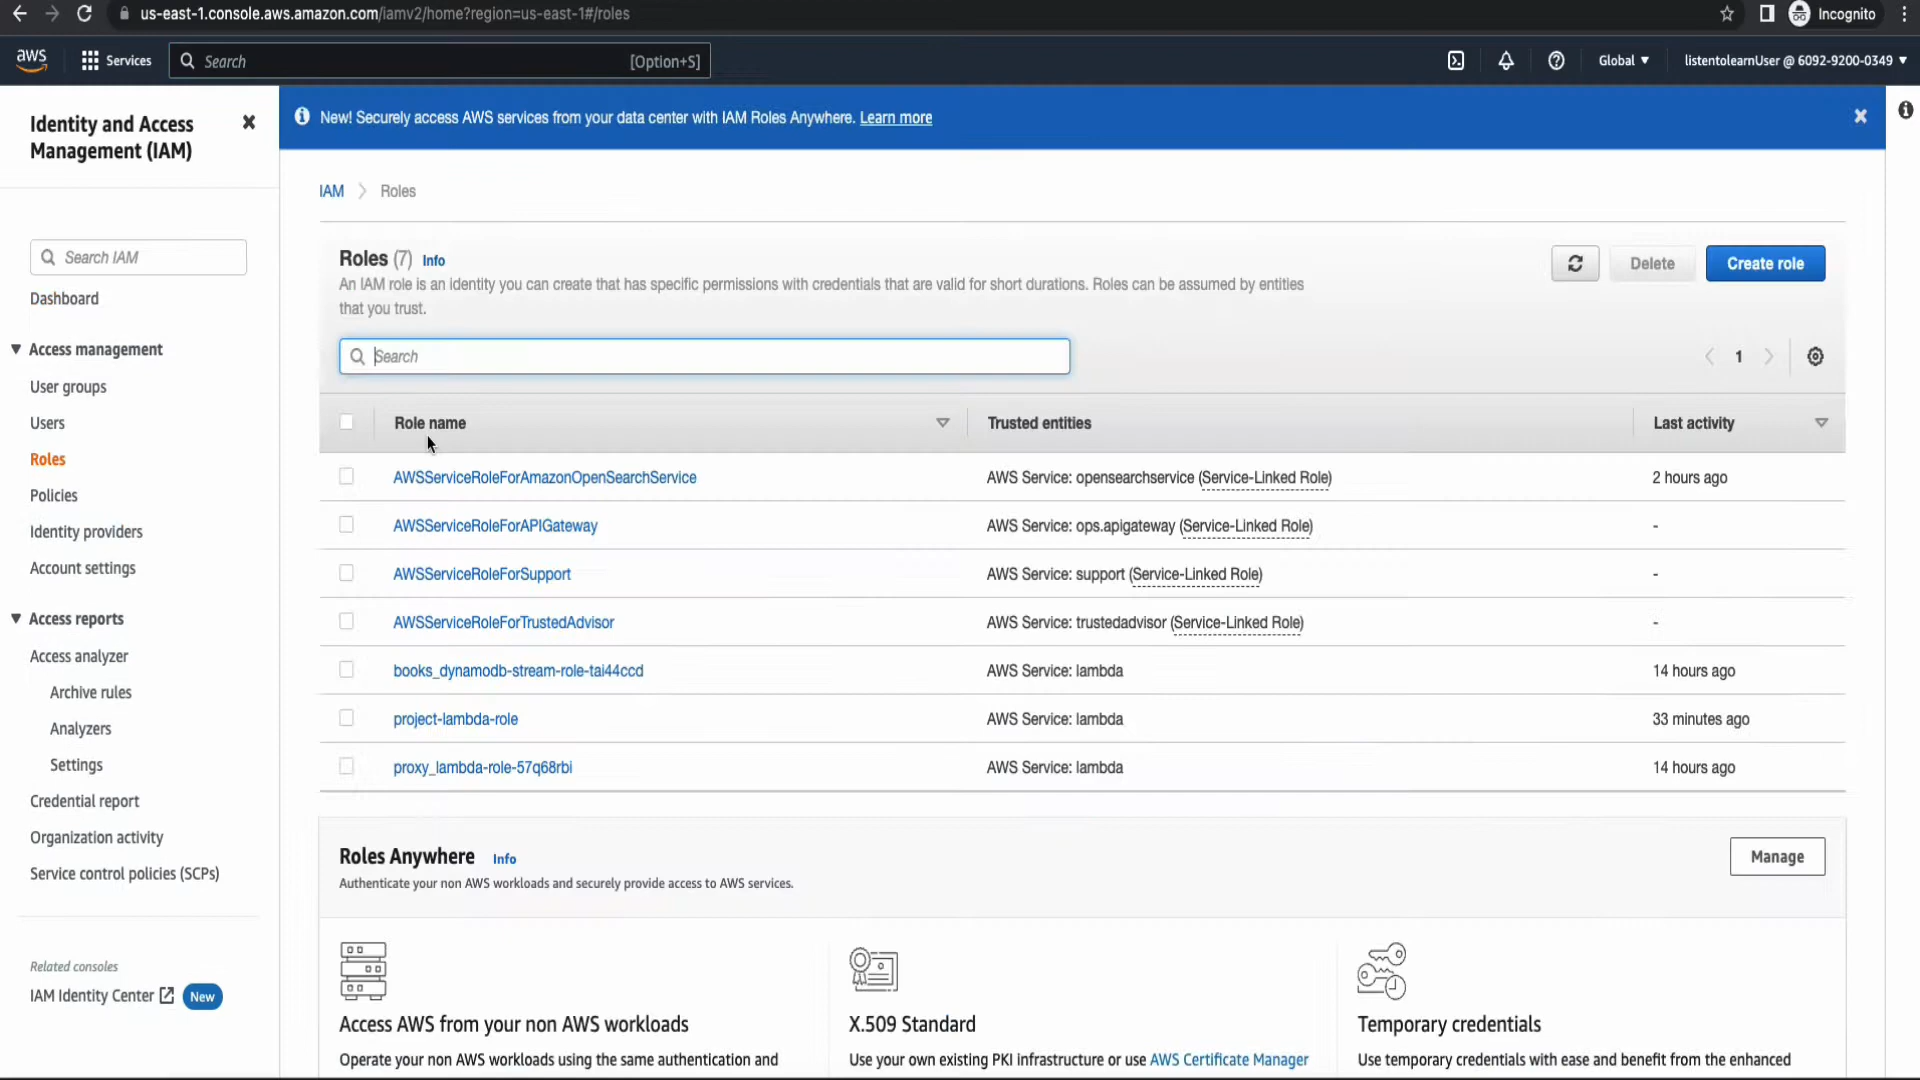 us-east-1.console.aws.amazon.com/iamv2/home?region=us-east-1#/roles
Incognito
aws
Services
Search
[Option+S]
Global
listentolearnUser @ 6092-9200-0349
Identity and Access
Management (IAM)
Search IAM
Dashboard
Access management
User groups
Users
Roles
Policies
Identity providers
Account settings
Access reports
Access analyzer
Archive rules
Analyzers
Settings
Credential report
Organization activity
Service control policies (SCPs)
Related consoles
IAM Identity Center New
New! Securely access AWS services from your data center with IAM Roles Anywhere. Learn more
IAM Roles
Roles (7) Info
An IAM role is an identity you can create that has specific permissions with credentials that are valid for short durations. Roles can be assumed by entities
that you trust.
Delete
Create role
Search
1
Role name Trusted entities Last activity
AWSServiceRoleForAmazonOpenSearchService AWS Service: opensearchservice (Service-Linked Role) 2 hours ago
AWSServiceRoleForAPIGateway AWS Service: ops.apigateway (Service-Linked Role) -
AWSServiceRoleForSupport AWS Service: support (Service-Linked Role) -
AWSServiceRoleForTrustedAdvisor AWS Service: trustedadvisor (Service-Linked Role) -
books_dynamodb-stream-role-tai44ccd AWS Service: lambda 14 hours ago
project-lambda-role AWS Service: lambda 33 minutes ago
proxy_lambda-role-57q68rbi AWS Service: lambda 14 hours ago
Roles Anywhere Info
Authenticate your non AWS workloads and securely provide access to AWS services.
Manage
Access AWS from your non AWS workloads
Operate your non AWS workloads using the same authentication and
X.509 Standard
Use your own existing PKI infrastructure or use AWS Certificate Manager
Temporary credentials
Use temporary credentials with ease and benefit from the enhanced